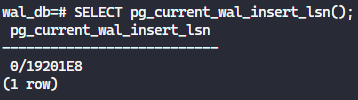 wal_db=# SELECT pg_current_wal_insert_lsn();
 pg_current_wal_insert_lsn
---------------------------
 0/19201E8
(1 row)